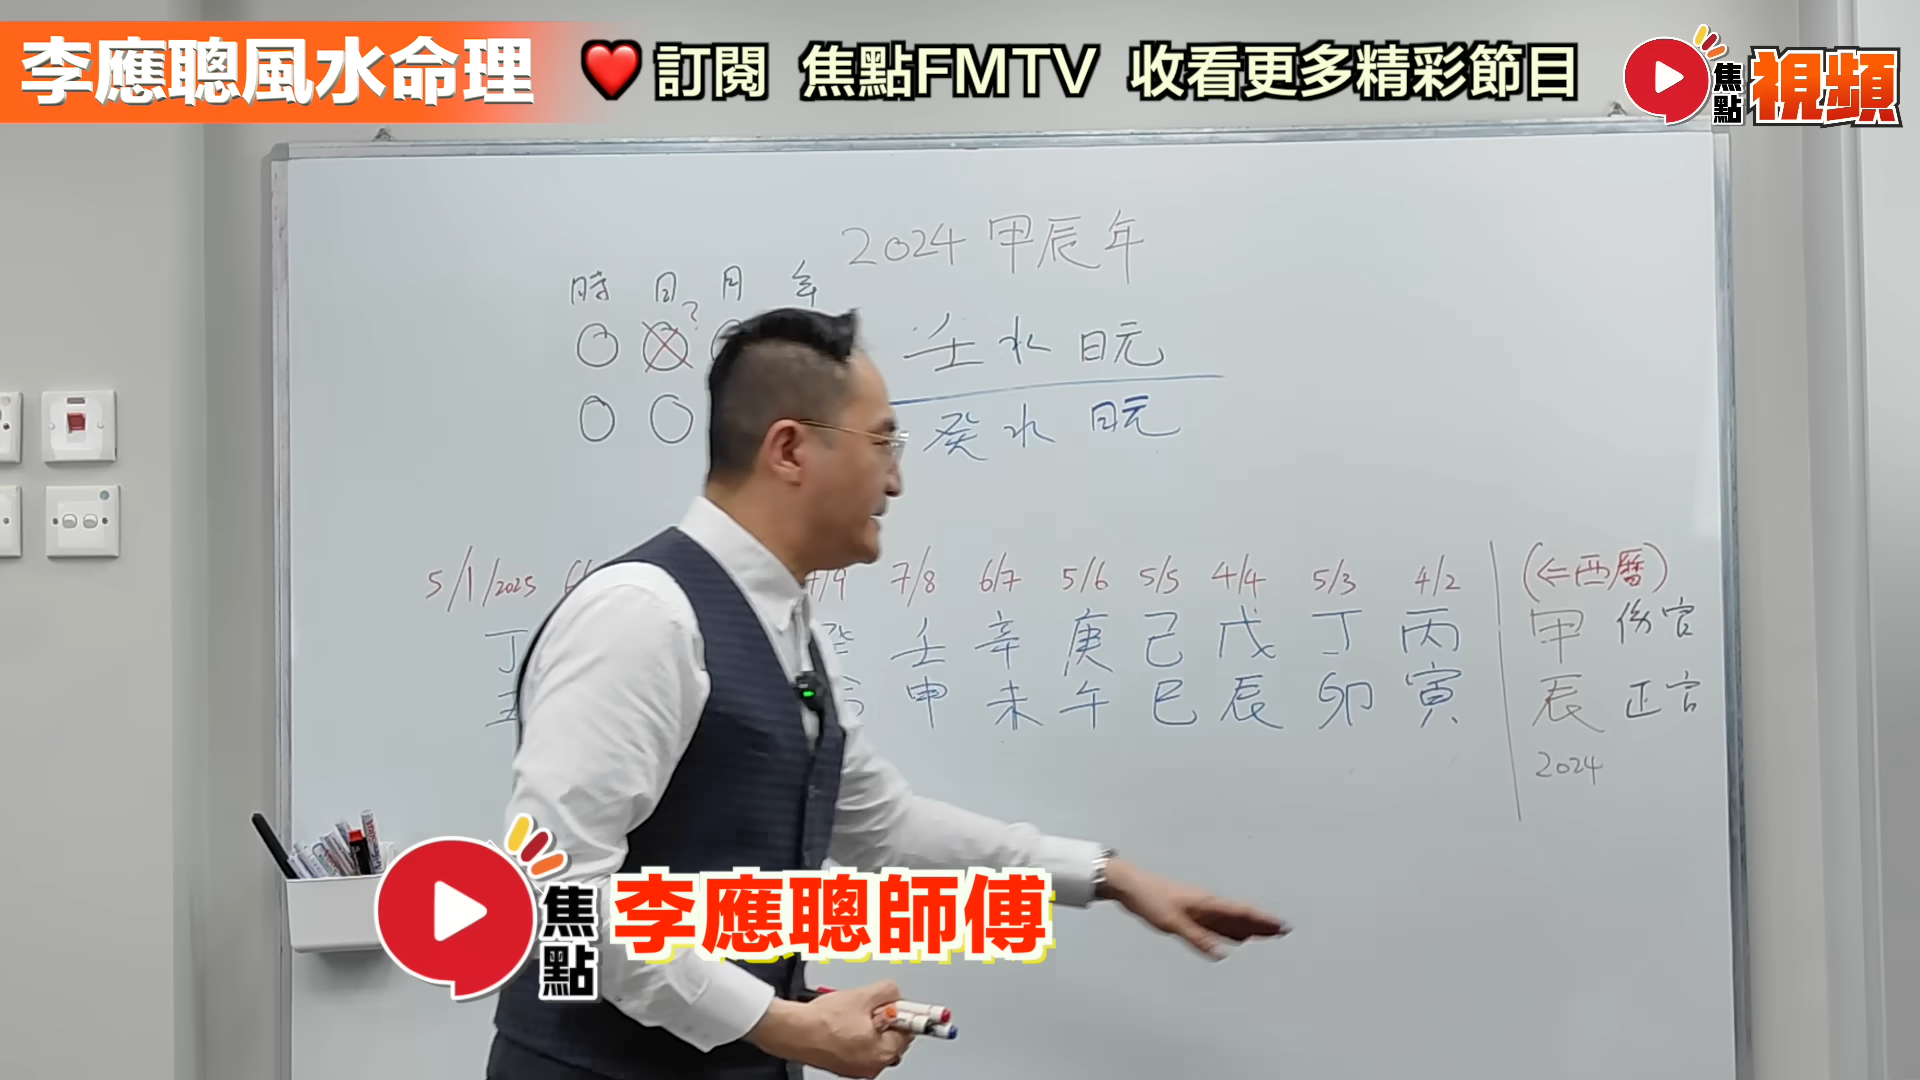 李應聰風水命理
❤️訂閱 焦點FMTV 收看更多精彩節目
焦點視頻
2024 甲辰年
時 日 月 年
?
壬水 日元
癸水 日元
5/1/2025 7/8 6/7 5/6 5/5 4/4 5/3 4/2 (⇐西曆)
丁 壬 辛 庚 己 戊 丁 丙 甲 傷官
申 未 午 巳 辰 卯 寅 辰 正官
2024
焦點
李應聰師傅